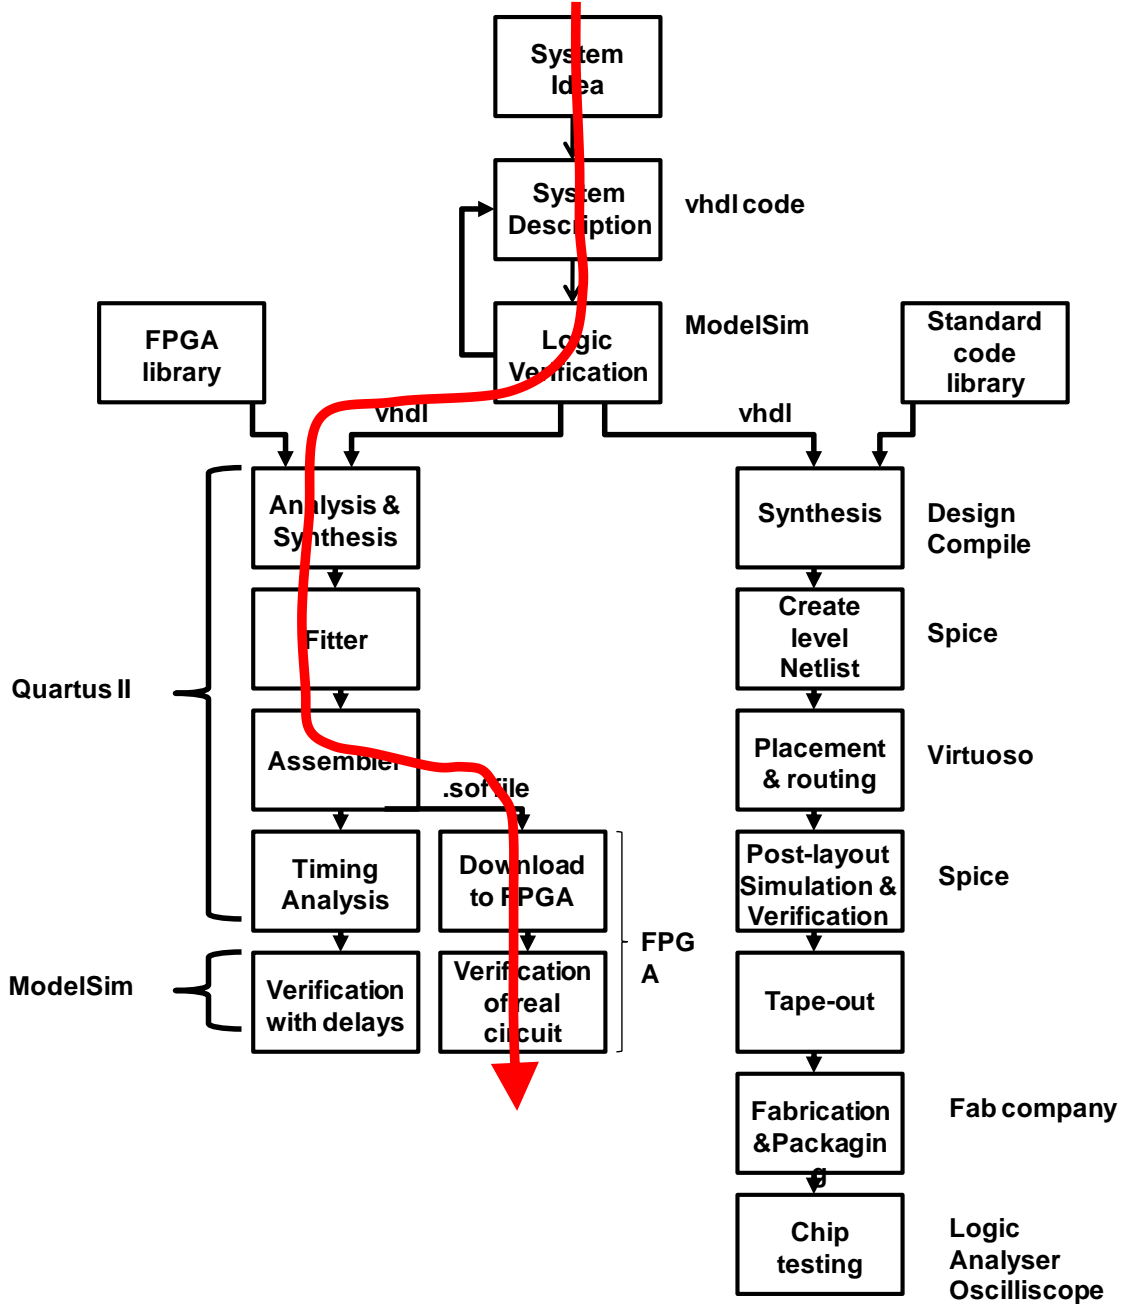 System
Idea
System
Description
vhdl code
FPGA
library
Logic
Verification
ModelSim
Standard
code
library
vhdl
vhdl
Analysis &
Synthesis
Synthesis
Design
Compile
Fitter
Create
level
Netlist
Spice
Quartus II
Assembler
.sof file
Placement
& routing
Virtuoso
Timing
Analysis
Download
to FPGA
Post-layout
Simulation &
Verification
Spice
FPG
A
ModelSim
Verification
with delays
Verification
of real
circuit
Tape-out
Fabrication
&Packagin
g
Fab company
Chip
testing
Logic
Analyser
Oscilliscope